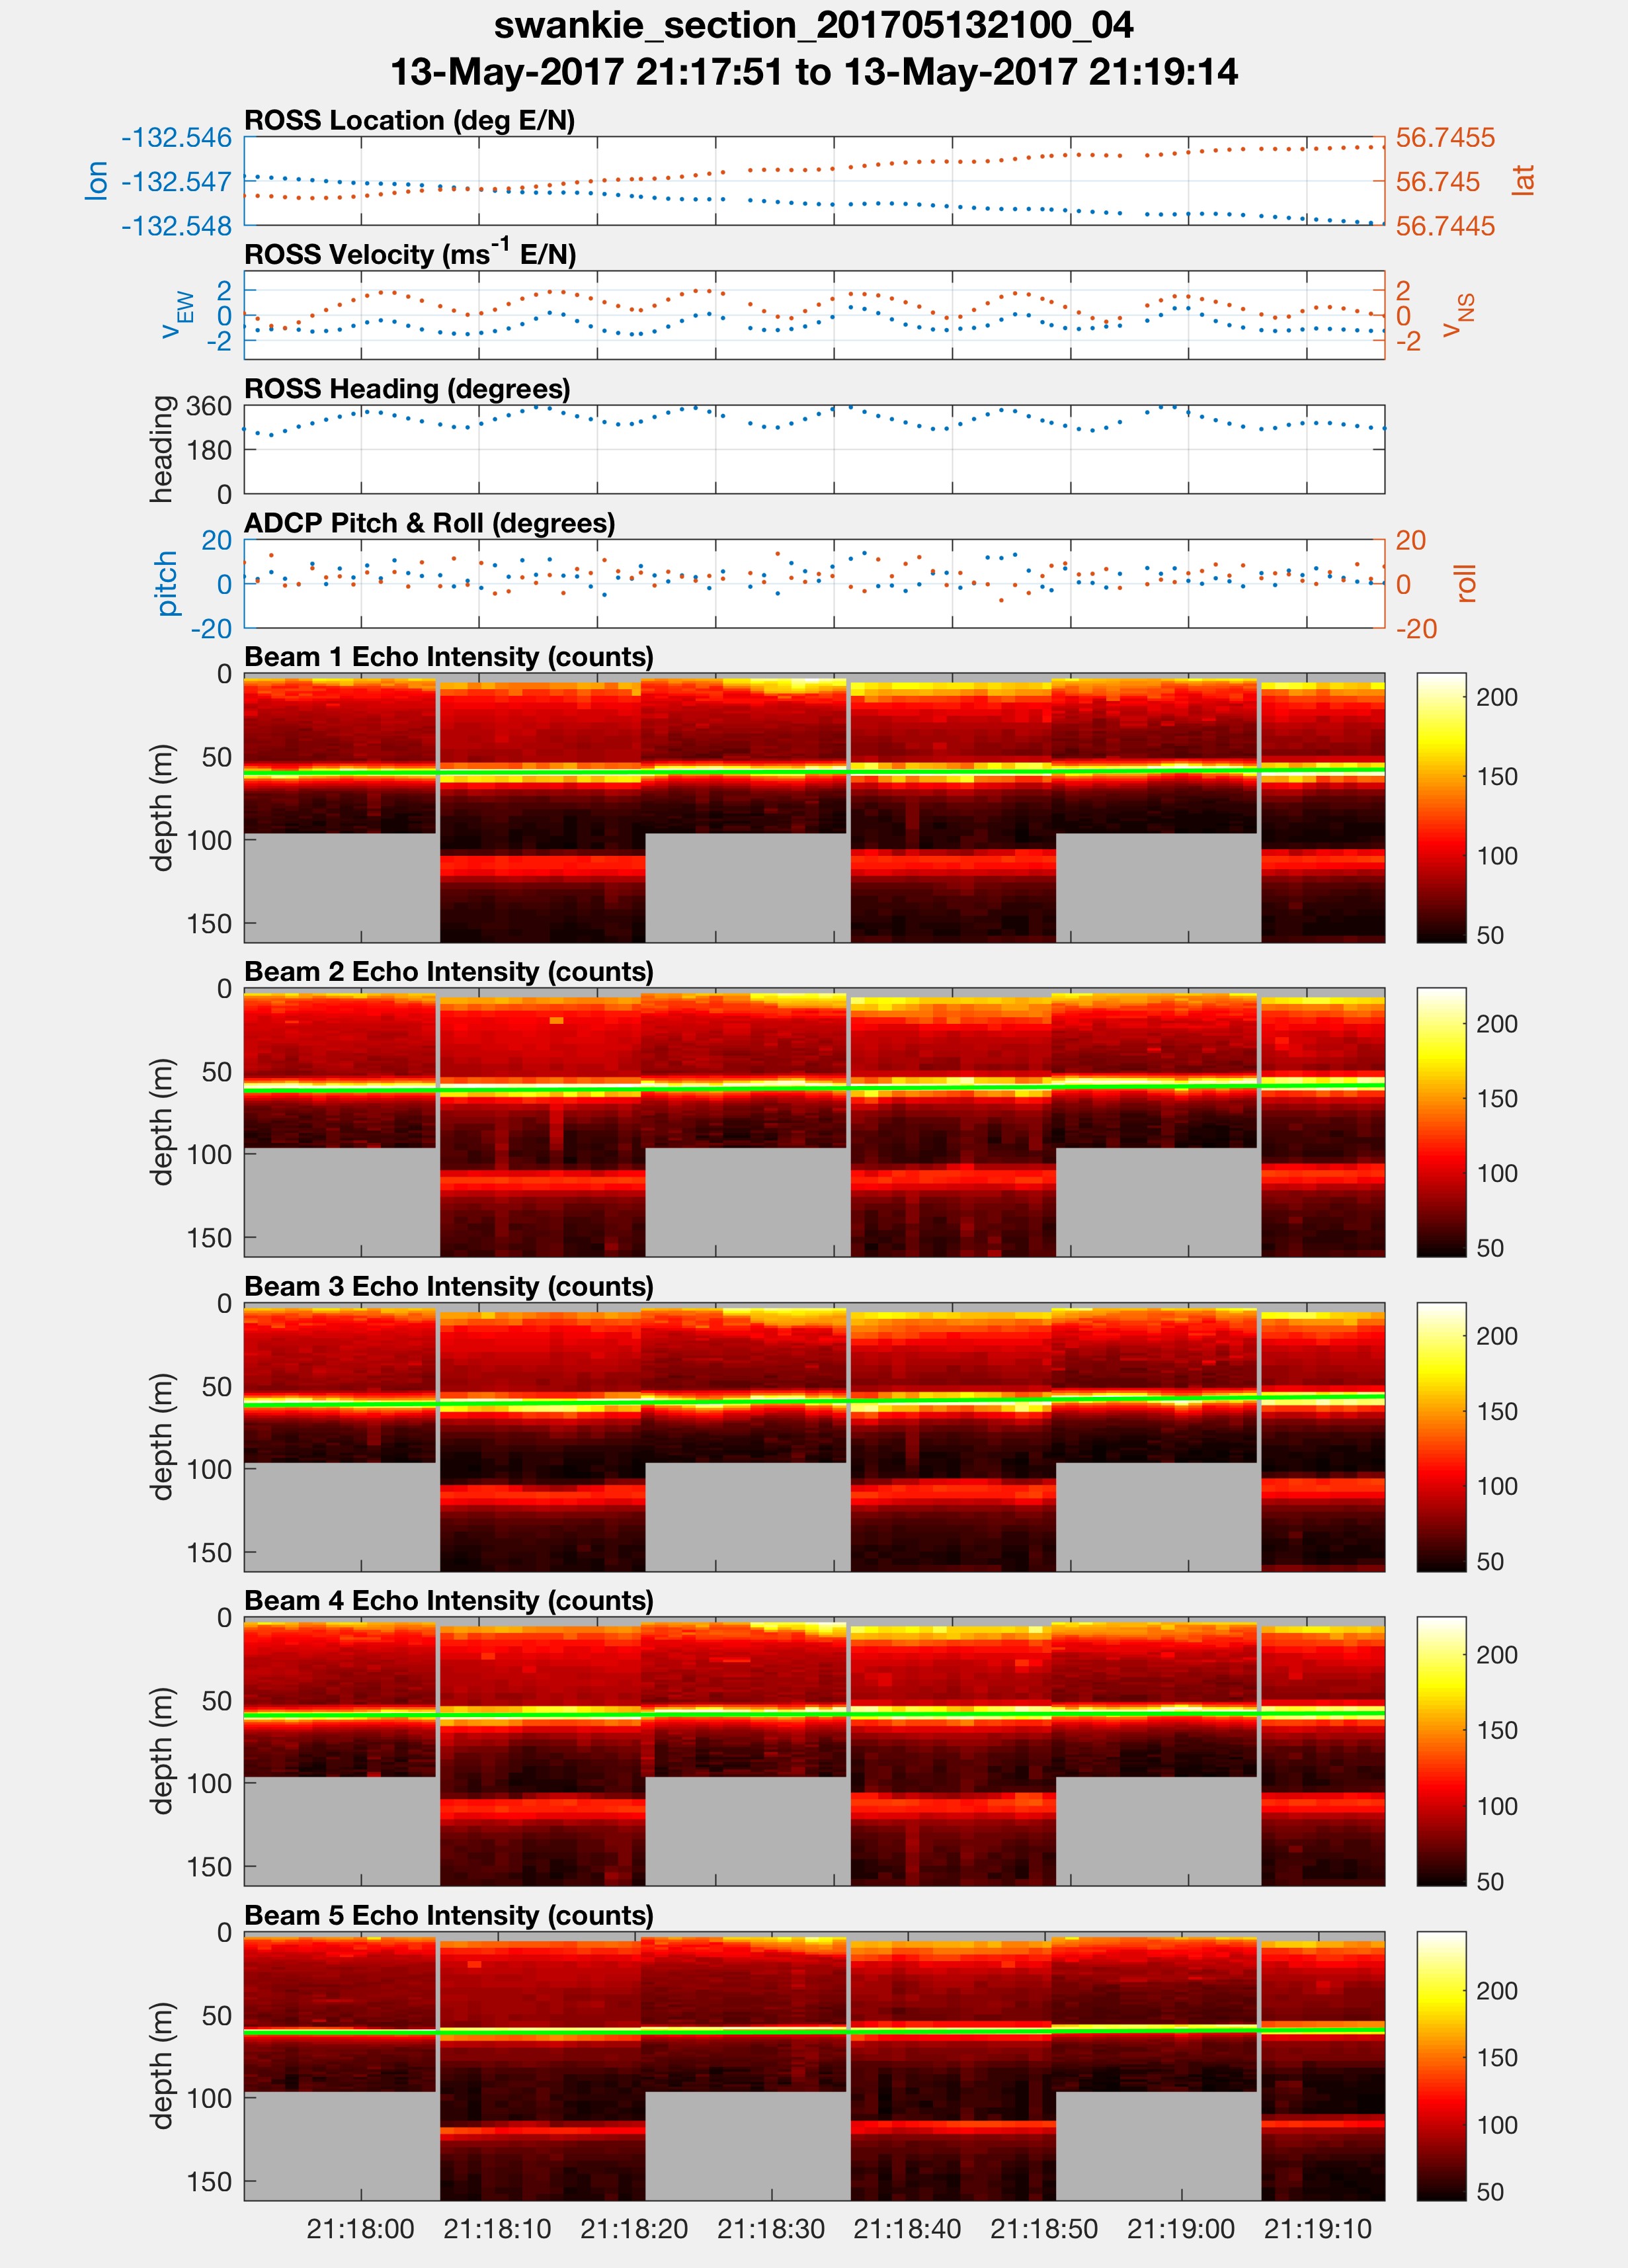 swankie_section_201705132100_04
13-May-2017 21:17:51 to 13-May-2017 21:19:14
ROSS Location (deg E/N)
-132.546
-132.547
-132.548
lon
56.7455
56.745
56.7445
lat
ROSS Velocity (ms-1 E/N)
2
0
-2
vEW
2
0
-2
vNS
ROSS Heading (degrees)
360
180
0
heading
ADCP Pitch & Roll (degrees)
20
0
-20
pitch
20
0
-20
roll
Beam 1 Echo Intensity (counts)
0
50
100
150
depth (m)
200
150
100
50
Beam 2 Echo Intensity (counts)
0
50
100
150
depth (m)
200
150
100
50
Beam 3 Echo Intensity (counts)
0
50
100
150
depth (m)
200
150
100
50
Beam 4 Echo Intensity (counts)
0
50
100
150
depth (m)
200
150
100
50
Beam 5 Echo Intensity (counts)
0
50
100
150
depth (m)
200
150
100
50
21:18:00 21:18:10 21:18:20 21:18:30 21:18:40 21:18:50 21:19:00 21:19:10